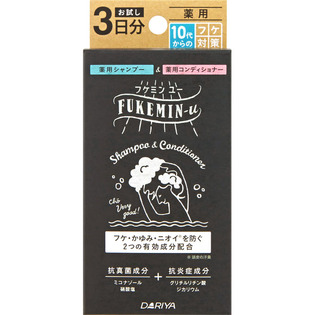 お試し
3日分
薬用
10代
からの
フケ
対策
薬用シャンプー & 薬用コンディショナー
フケミン ユー
FUKEMIN-u
Shampoo & Conditioner
Cho
Very
good!
フケ・かゆみ・ニオイ※を防ぐ
2つの有効成分配合
※ 頭皮の汗臭
抗真菌成分 + 抗炎症成分
ミコナゾール
硝酸塩
グリチルリチン酸
ジカリウム
DARIYA